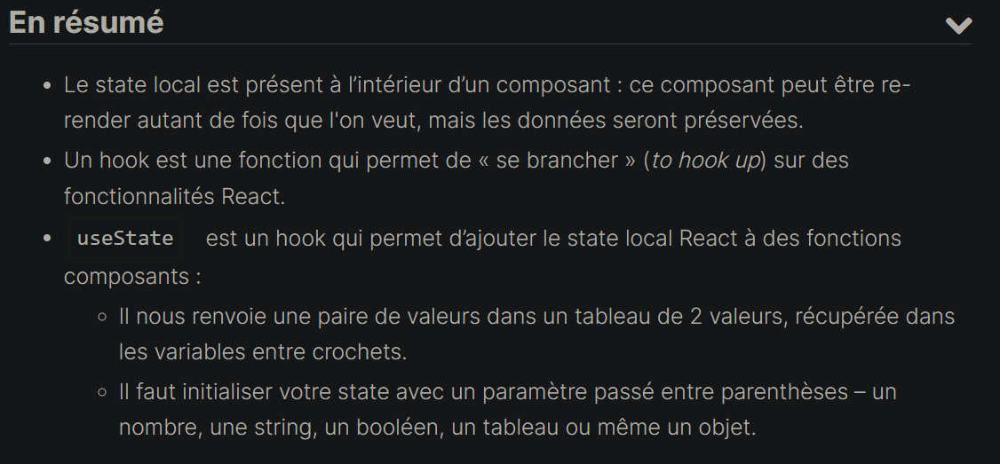 En résumé
• Le state local est présent à l’intérieur d’un composant : ce composant peut être re-
render autant de fois que l'on veut, mais les données seront préservées.
• Un hook est une fonction qui permet de « se brancher » (to hook up) sur des
fonctionnalités React.
• useState est un hook qui permet d’ajouter le state local React à des fonctions
composants :
◦ Il nous renvoie une paire de valeurs dans un tableau de 2 valeurs, récupérée dans
les variables entre crochets.
◦ Il faut initialiser votre state avec un paramètre passé entre parenthèses – un
nombre, une string, un booléen, un tableau ou même un objet.